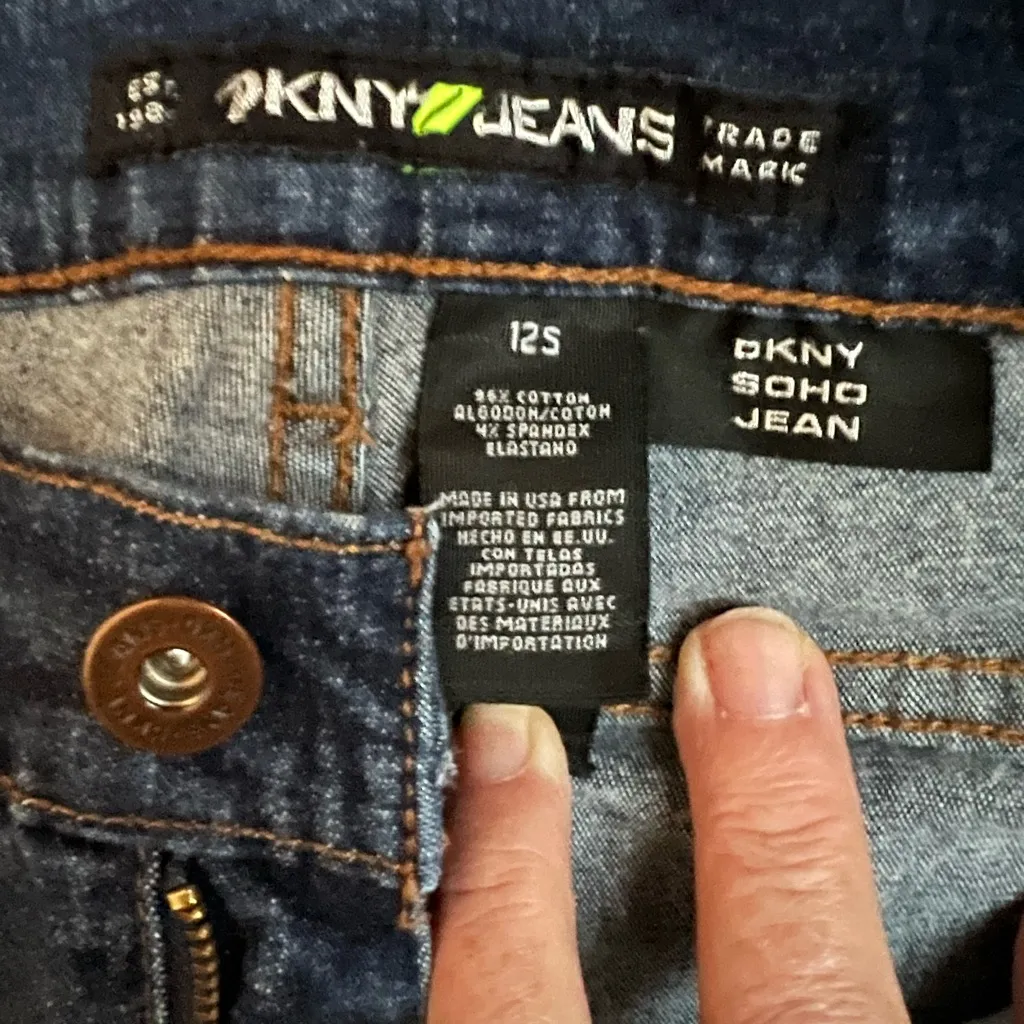 EST.
198
DKNY JEANS
TRADE
MARK
12S
96% COTTON
ALGODON/COTON
4% SPANDEX
ELASTANO
MADE IN USA FROM
IMPORTED FABRICS
HECHO EN EE.UU.
CON TELAS
IMPORTADAS
FABRIQUE AUX
ETATS-UNIS AVEC
DES MATERIAUX
D'IMPORTATION
DKNY
SOHO
JEAN